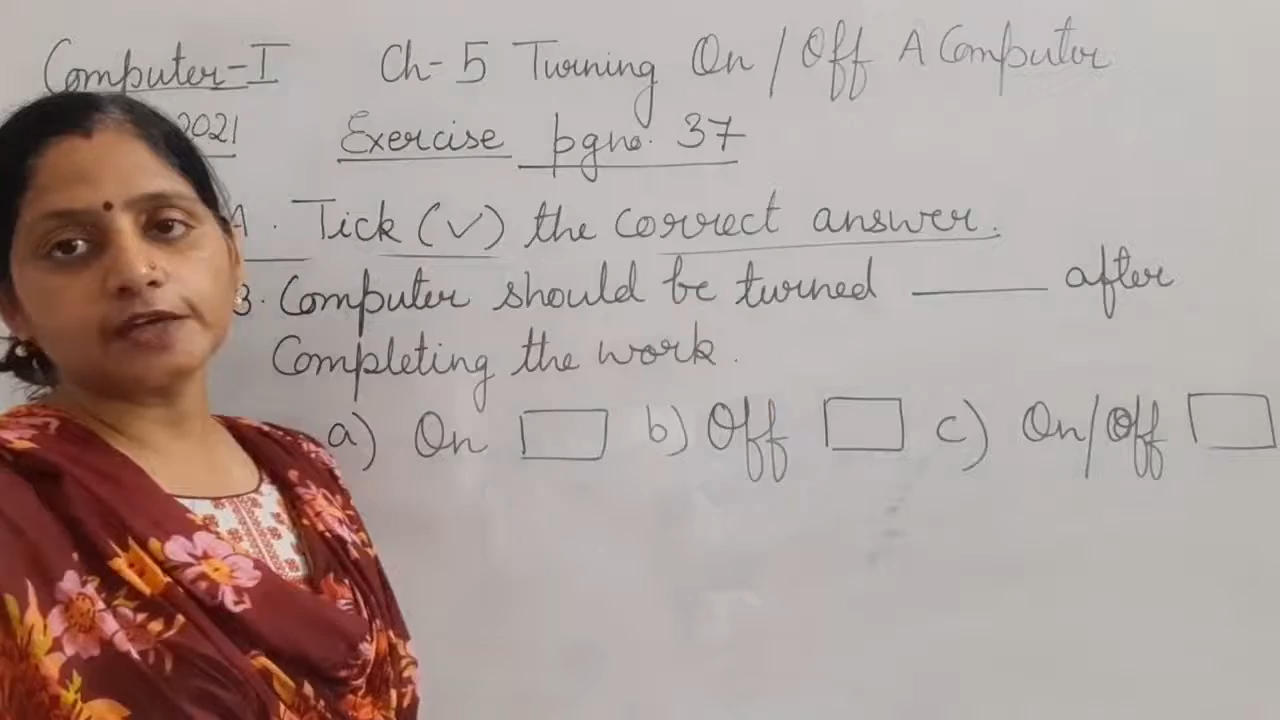 Computer-I Ch-5 Turning On / Off A Computer
2021 Exercise pgno. 37
A. Tick (✓) the correct answer.
3. Computer should be turned ______ after
Completing the work.
a) On b) Off c) On/Off